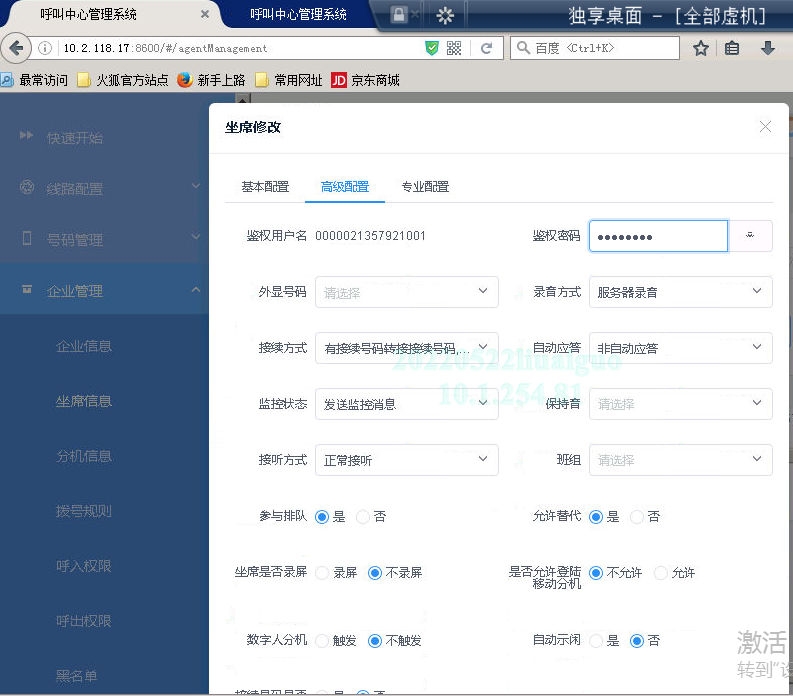 呼叫中心管理系统
呼叫中心管理系统
独享桌面 - [全部虚机]
10.2.118.17:8600/#/agentManagement
百度 <Ctrl+K>
最常访问 火狐官方站点 新手上路 常用网址 JD 京东商城
快速开始
线路配置
号码管理
企业管理
企业信息
坐席信息
分机信息
拨号规则
呼入权限
呼出权限
黑名单
坐席修改
基本配置 高级配置 专业配置
鉴权用户名 0000021357921001 鉴权密码 ●●●●●●●●
外显号码 请选择 录音方式 服务器录音
接续方式 有接续号码转接接续号码,... 自动应答 非自动应答
监控状态 发送监控消息 保持音 请选择
10.1.254.81
接听方式 正常接听 班组 请选择
参与排队 是 否 允许替代 是 否
坐席是否录屏 录屏 不录屏 是否允许登陆移动分机 不允许 允许
数字人分机 触发 不触发 自动示闲 是 否
激活
转到"设
接续号码是否 是 否